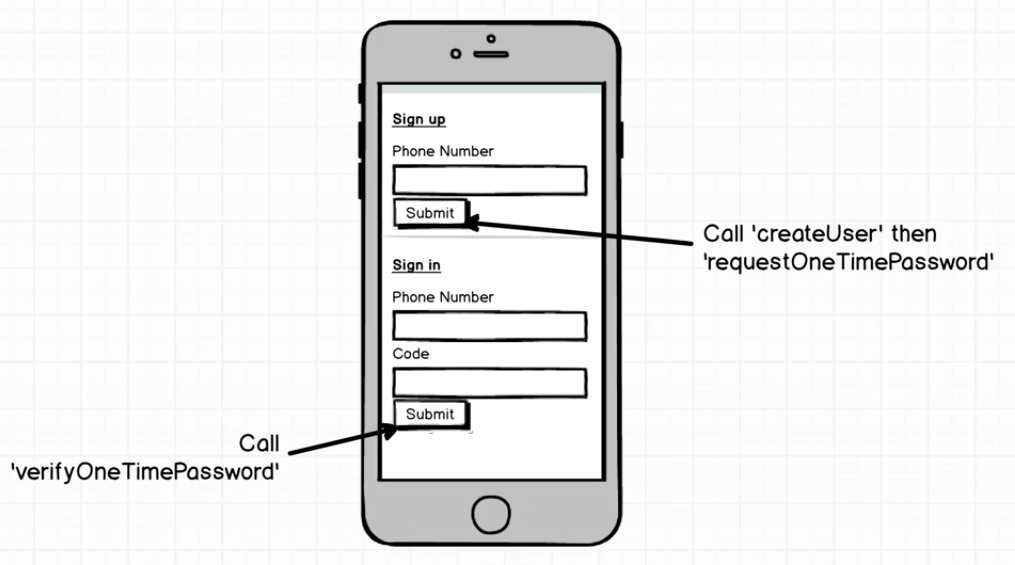 Sign up
Phone Number
Submit
Call 'createUser' then
'requestOneTimePassword'
Sign in
Phone Number
Code
Submit
Call
'verifyOneTimePassword'